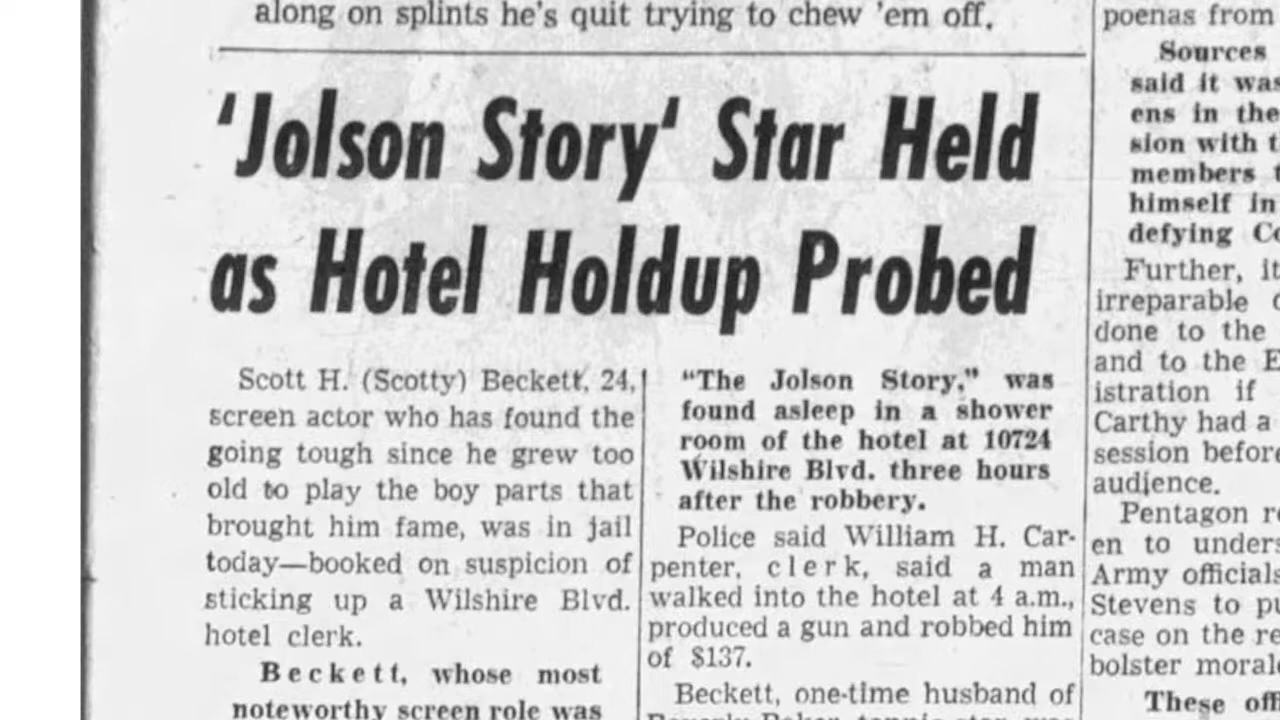 along on splints he's quit trying to chew 'em off.
'Jolson Story' Star Held
as Hotel Holdup Probed
Scott H. (Scotty) Beckett, 24,
screen actor who has found the
going tough since he grew too
old to play the boy parts that
brought him fame, was in jail
today—booked on suspicion of
sticking up a Wilshire Blvd.
hotel clerk.
Beckett, whose most
noteworthy screen role was
"The Jolson Story," was
found asleep in a shower
room of the hotel at 10724
Wilshire Blvd. three hours
after the robbery.
Police said William H. Car-
penter, clerk, said a man
walked into the hotel at 4 a.m.,
produced a gun and robbed him
of $137.
Beckett, one-time husband of
poenas from
Sources
said it was
ens in the
sion with
members
himself in
defying
Further, it
irreparable
done to the
and to the
istration if
Carthy had a
session before
audience.
Pentagon
en to
Army officials
Stevens to
case on the
bolster morale
These